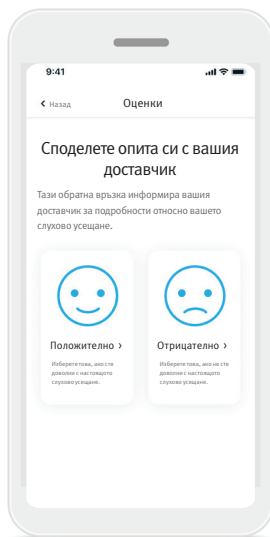 9:41
Назад Оценки
Споделете опита си с вашия
доставчик
Тази обратна връзка информира вашия
доставчик за подробности относно вашето
слухово усещане.
Положително ›
Изберете това, ако сте
доволни с настоящото
слухово усещане.
Отрицателно ›
Изберете това, ако не сте
доволни с настоящото
слухово усещане.